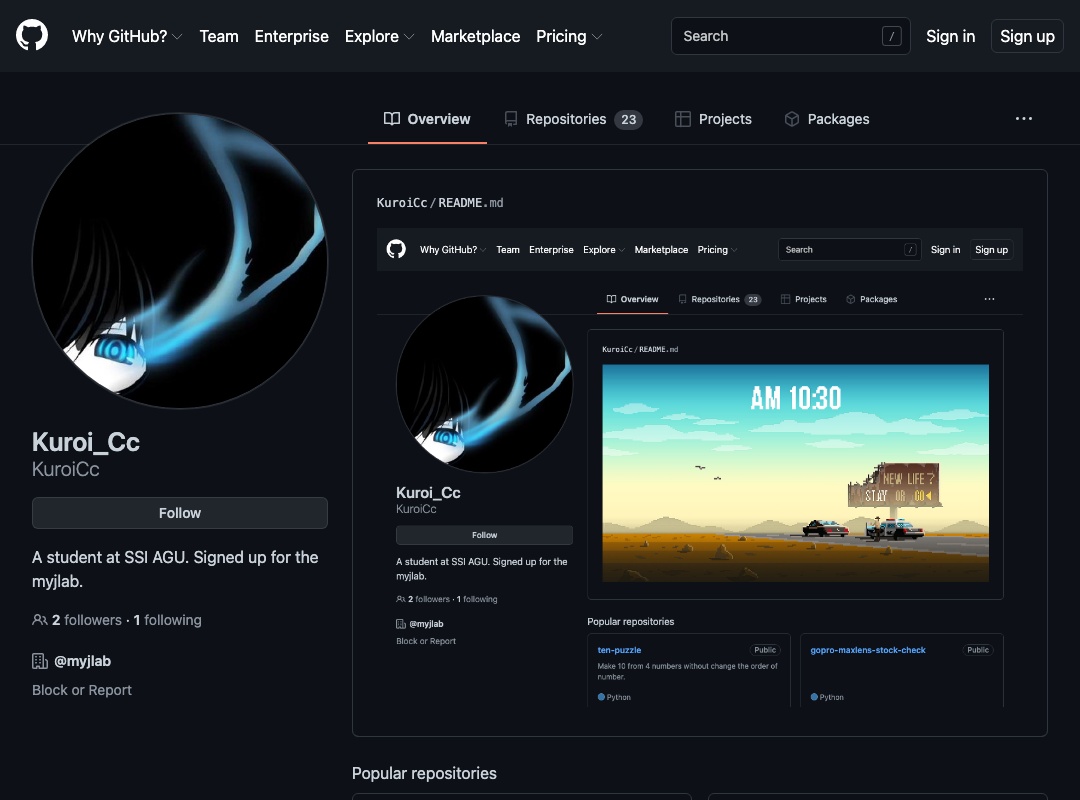 Why GitHub? Team Enterprise Explore Marketplace Pricing Search / Sign in Sign up
Overview Repositories 23 Projects Packages ...
Kuroi_Cc
KuroiCc
Follow
A student at SSI AGU. Signed up for the
myjlab.
2 followers · 1 following
@myjlab
Block or Report
KuroiCc/README.md
Why GitHub? Team Enterprise Explore Marketplace Pricing Search / Sign in Sign up
Overview Repositories 23 Projects Packages ...
Kuroi_Cc
KuroiCc
Follow
A student at SSI AGU. Signed up for the
myjlab.
2 followers · 1 following
@myjlab
Block or Report
KuroiCc/README.md
AM 10:30
NEW LIFE?
STAY OR GO
Popular repositories
ten-puzzle Public
Make 10 from 4 numbers without change the order of
number.
Python
gopro-maxlens-stock-check Public
Python
Popular repositories